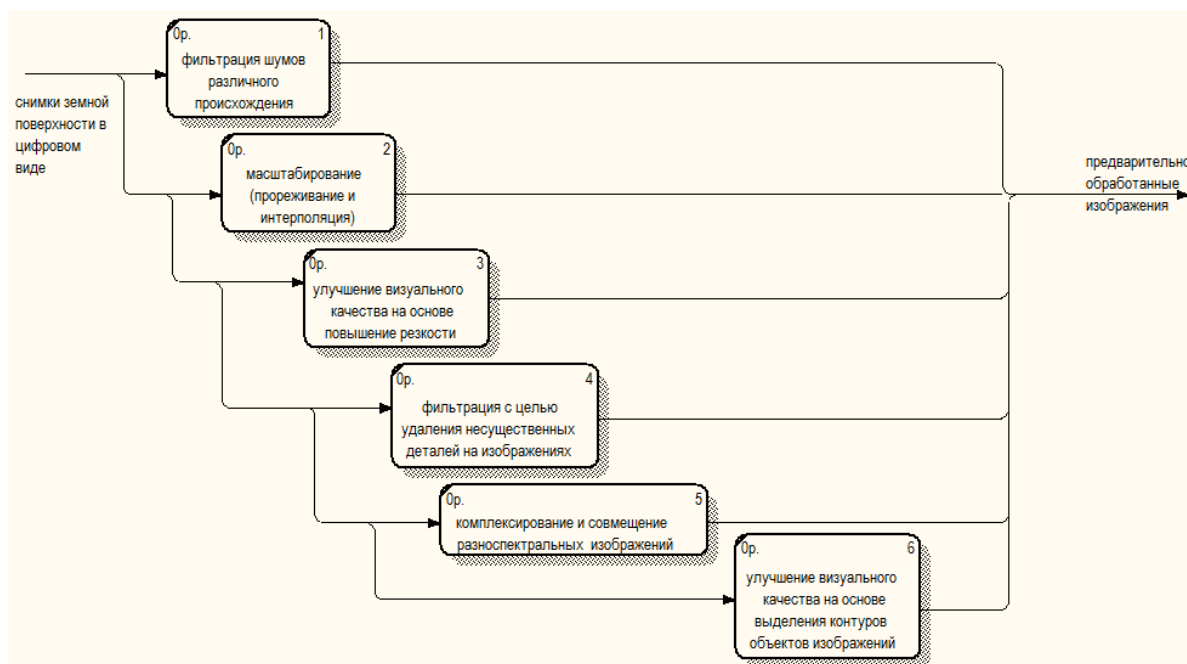 0р. 1
фильтрация шумов
различного
происхождения
снимки земной
поверхности в
цифровом
виде
0р. 2
масштабирование
(прореживание и
интерполяция)
предварительно
обработанные
изображения
0р. 3
улучшение визуального
качества на основе
повышение резкости
0р. 4
фильтрация с целью
удаления несущественных
деталей на изображениях
0р. 5
комплексирование и совмещение
разноспектральных изображений
0р. 6
улучшение визуального
качества на основе
выделения контуров
объектов изображений